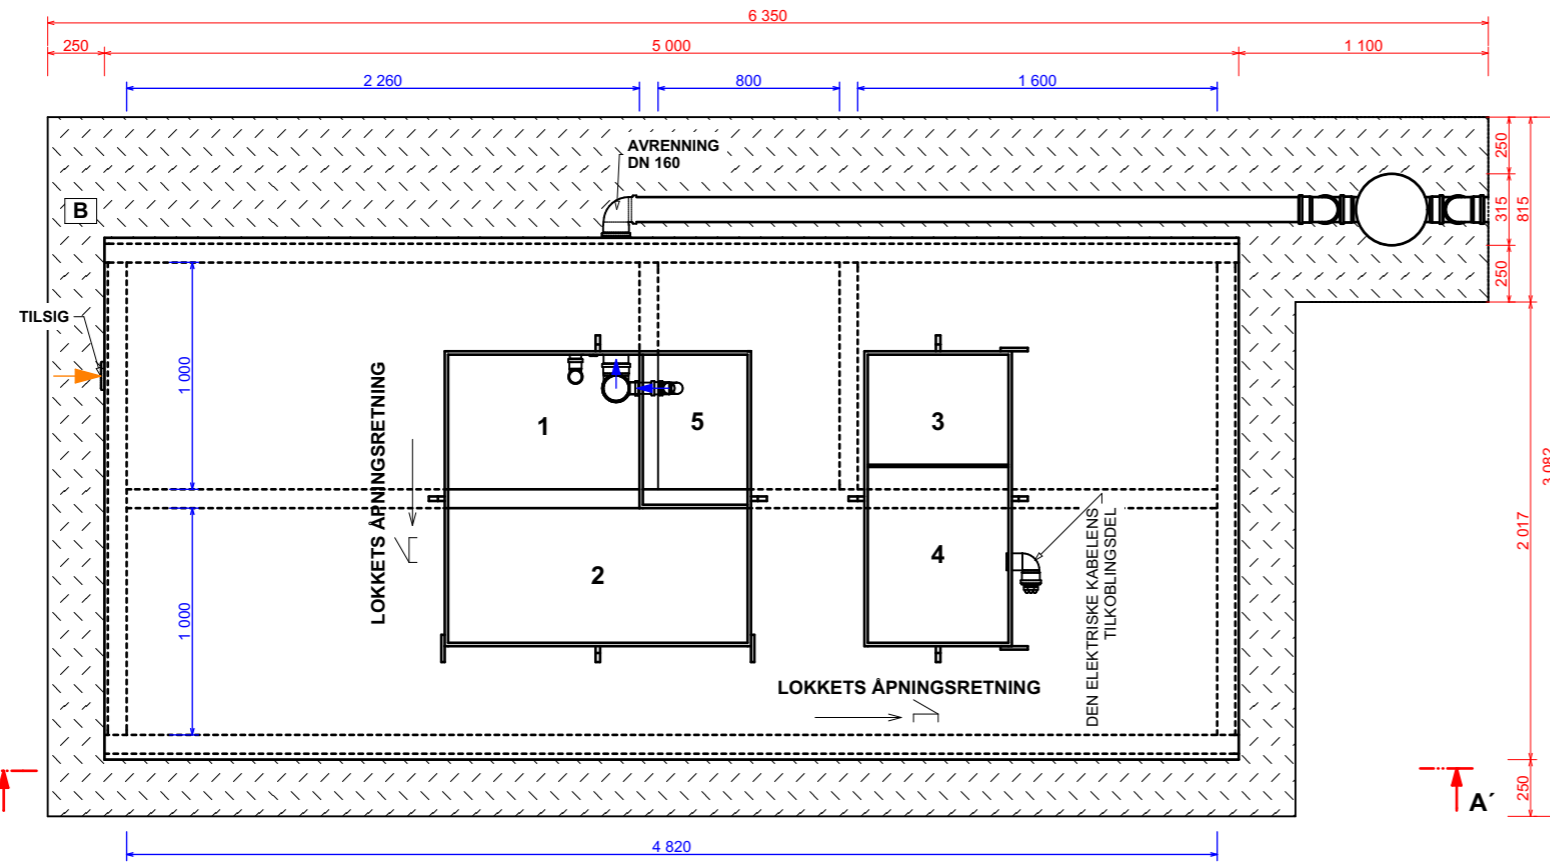 6 350
250
5 000
1 100
2 260
800
1 600
AVRENNING
DN 160
B
250
315
815
250
TILSIG
1 000
LOKKETS ÅPNINGSRETNING
1
5
3
3 082
2
4
1 000
DEN ELEKTRISKE KABELENS
TILKOBLINGSDEL
2 017
LOKKETS ÅPNINGSRETNING
250
A´
4 820